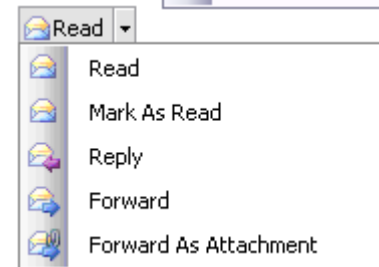 Read
Read
Mark As Read
Reply
Forward
Forward As Attachment